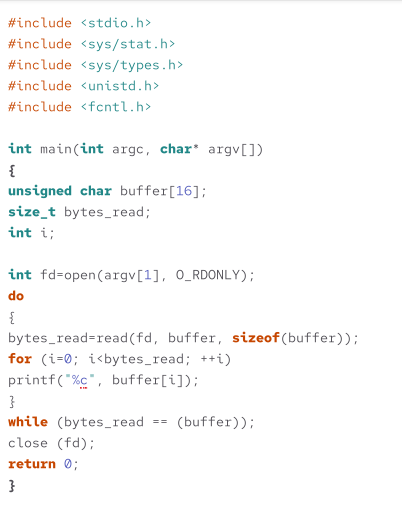 #include <stdio.h>
#include <sys/stat.h>
#include <sys/types.h>
#include <unistd.h>
#include <fcntl.h>
int main(int argc, char* argv[])
{
unsigned char buffer[16];
size_t bytes_read;
int i;
int fd=open(argv[1], O_RDONLY);
do
{
bytes_read=read(fd, buffer, sizeof(buffer));
for (i=0; i<bytes_read; ++i)
printf("%c", buffer[i]);
}
while (bytes_read == (buffer));
close (fd);
return 0;
}